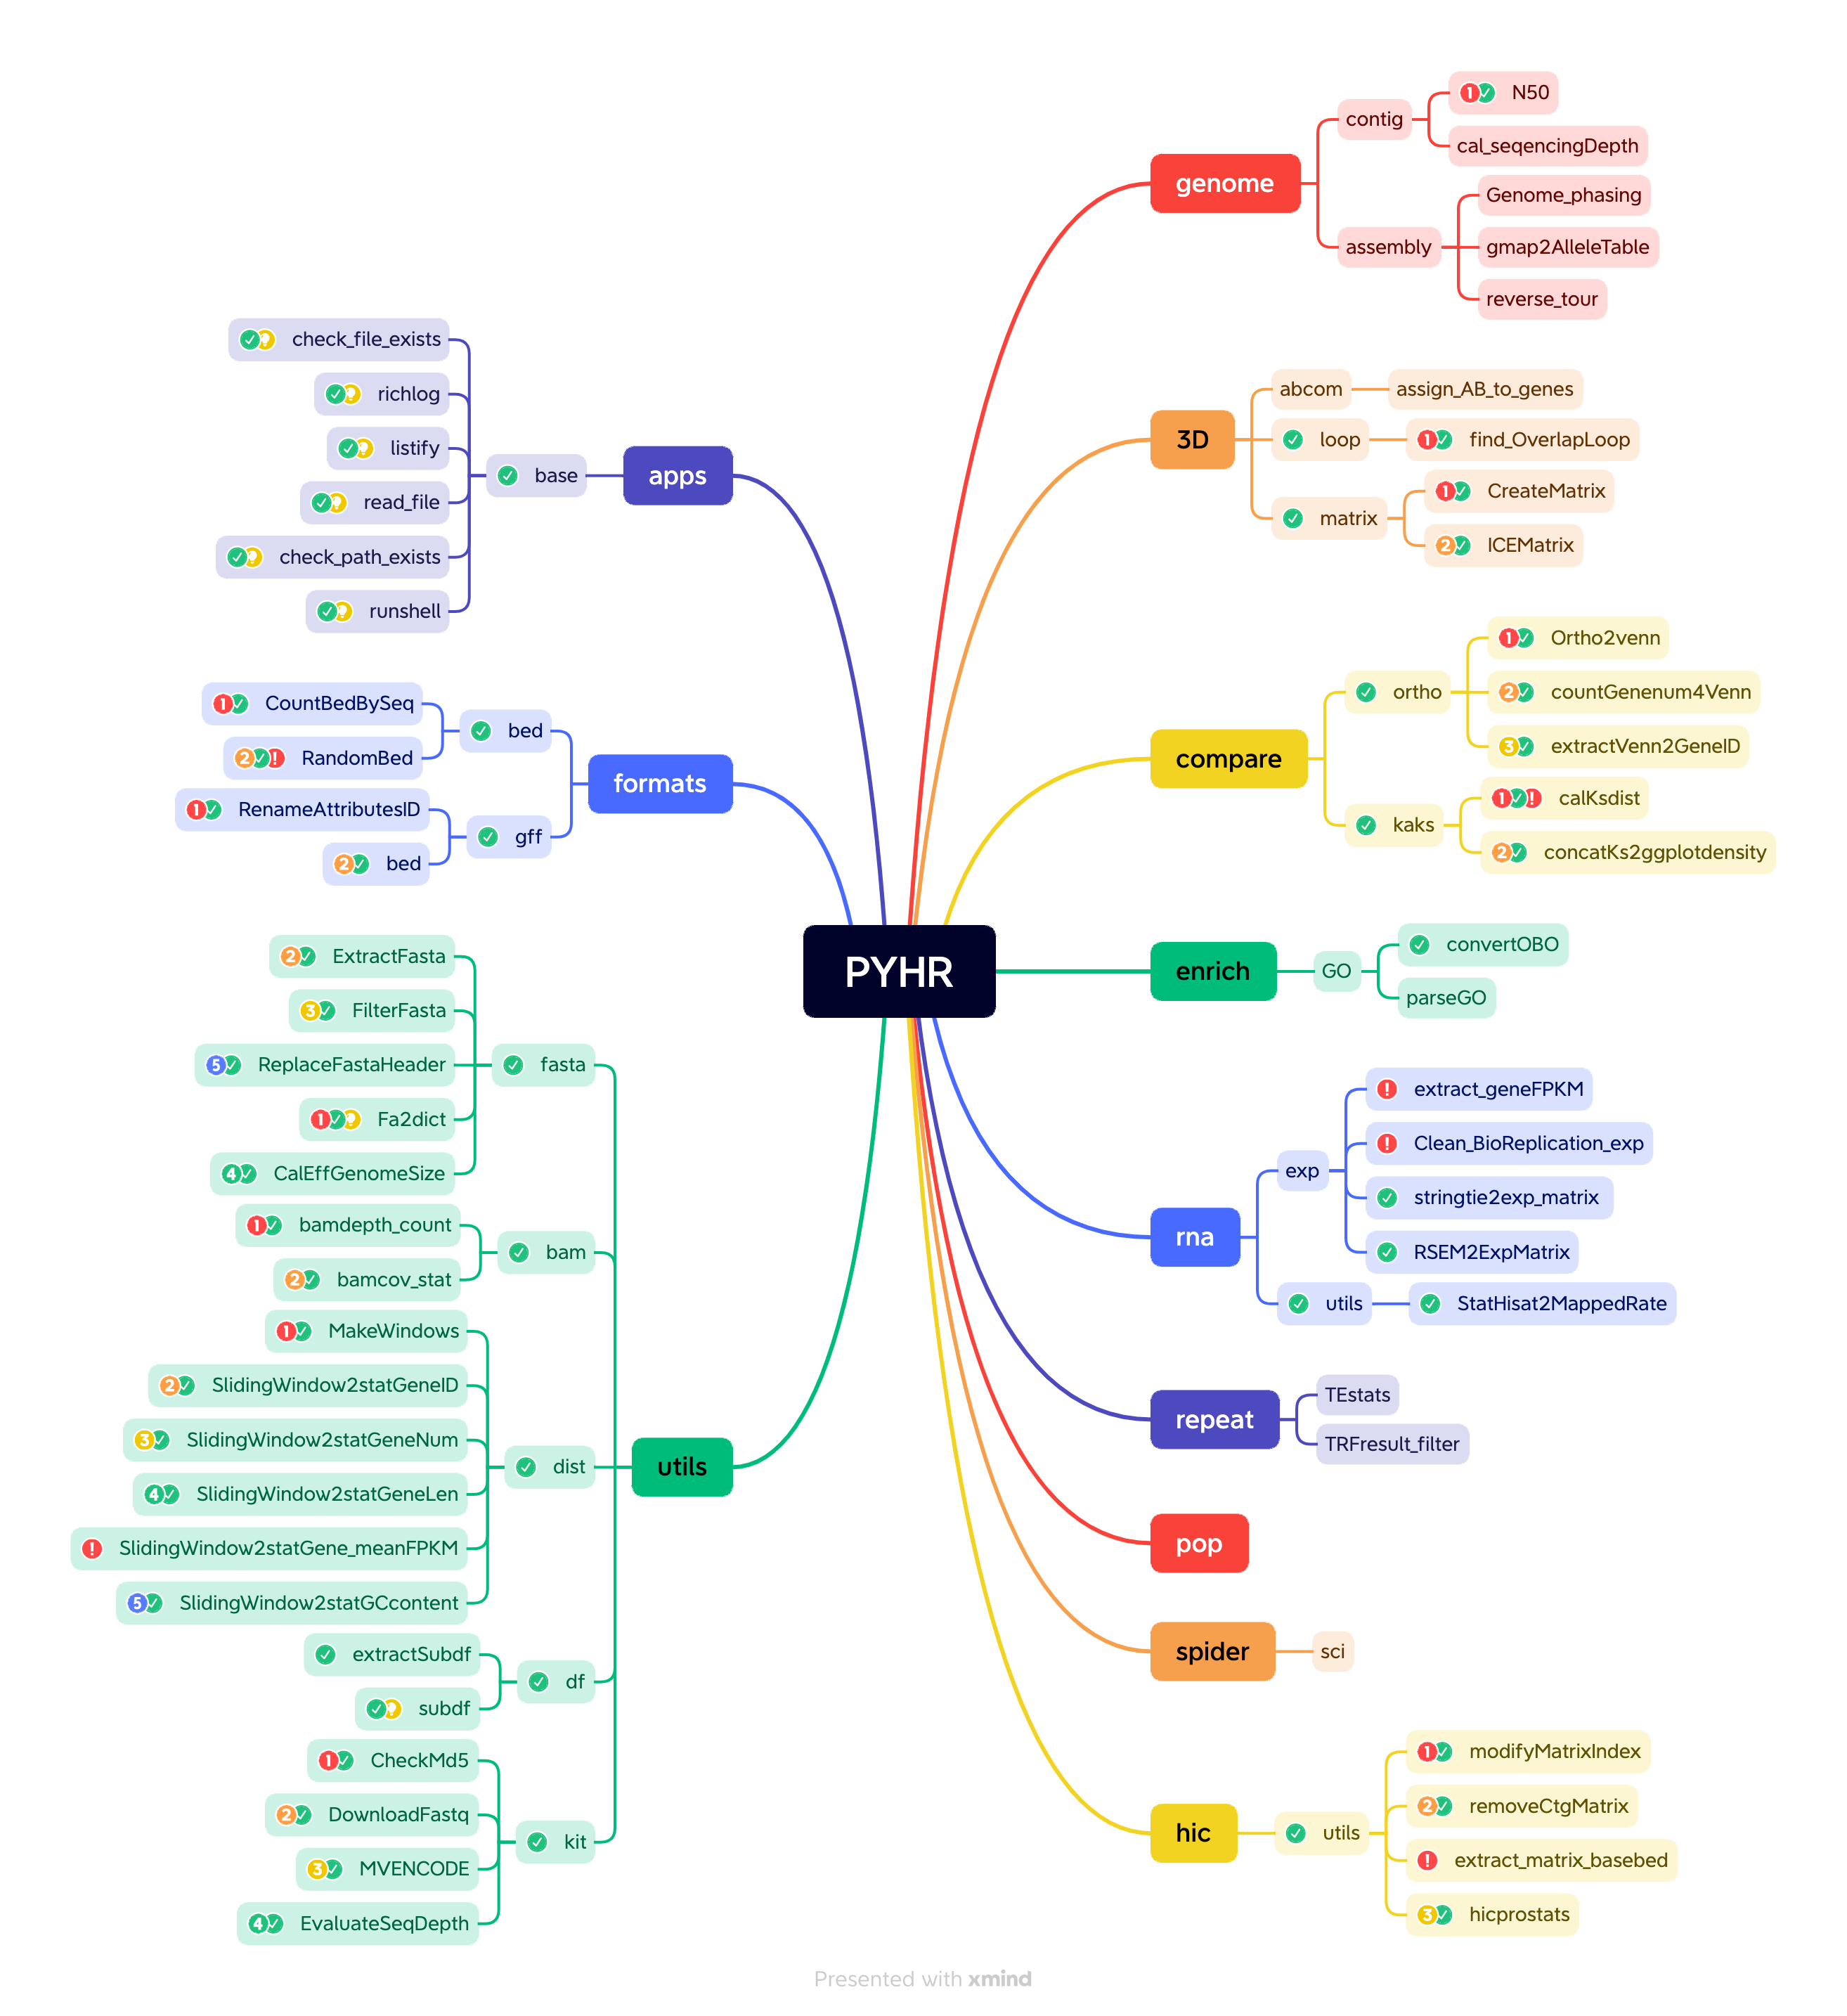 PYHR
genome
contig
1 N50
cal_seqencingDepth
assembly
Genome_phasing
gmap2AlleleTable
reverse_tour
3D
abcom
assign_AB_to_genes
loop
1 find_OverlapLoop
matrix
1 CreateMatrix
2 ICEMatrix
compare
ortho
1 Ortho2venn
2 countGenenum4Venn
3 extractVenn2GeneID
kaks
1 ! calKsdist
2 concatKs2ggplotdensity
enrich
GO
convertOBO
parseGO
rna
exp
! extract_geneFPKM
! Clean_BioReplication_exp
stringtie2exp_matrix
RSEM2ExpMatrix
utils
StatHisat2MappedRate
repeat
TEstats
TRFresult_filter
pop
spider
sci
hic
utils
1 modifyMatrixIndex
2 removeCtgMatrix
! extract_matrix_basebed
3 hicprostats
apps
base
check_file_exists
richlog
listify
read_file
check_path_exists
runshell
formats
bed
1 CountBedBySeq
2 ! RandomBed
gff
1 RenameAttributesID
2 bed
utils
fasta
2 ExtractFasta
3 FilterFasta
5 ReplaceFastaHeader
1 Fa2dict
4 CalEffGenomeSize
bam
1 bamdepth_count
2 bamcov_stat
dist
1 MakeWindows
2 SlidingWindow2statGeneID
3 SlidingWindow2statGeneNum
4 SlidingWindow2statGeneLen
! SlidingWindow2statGene_meanFPKM
5 SlidingWindow2statGCcontent
df
extractSubdf
subdf
kit
1 CheckMd5
2 DownloadFastq
3 MVENCODE
4 EvaluateSeqDepth
Presented with xmind